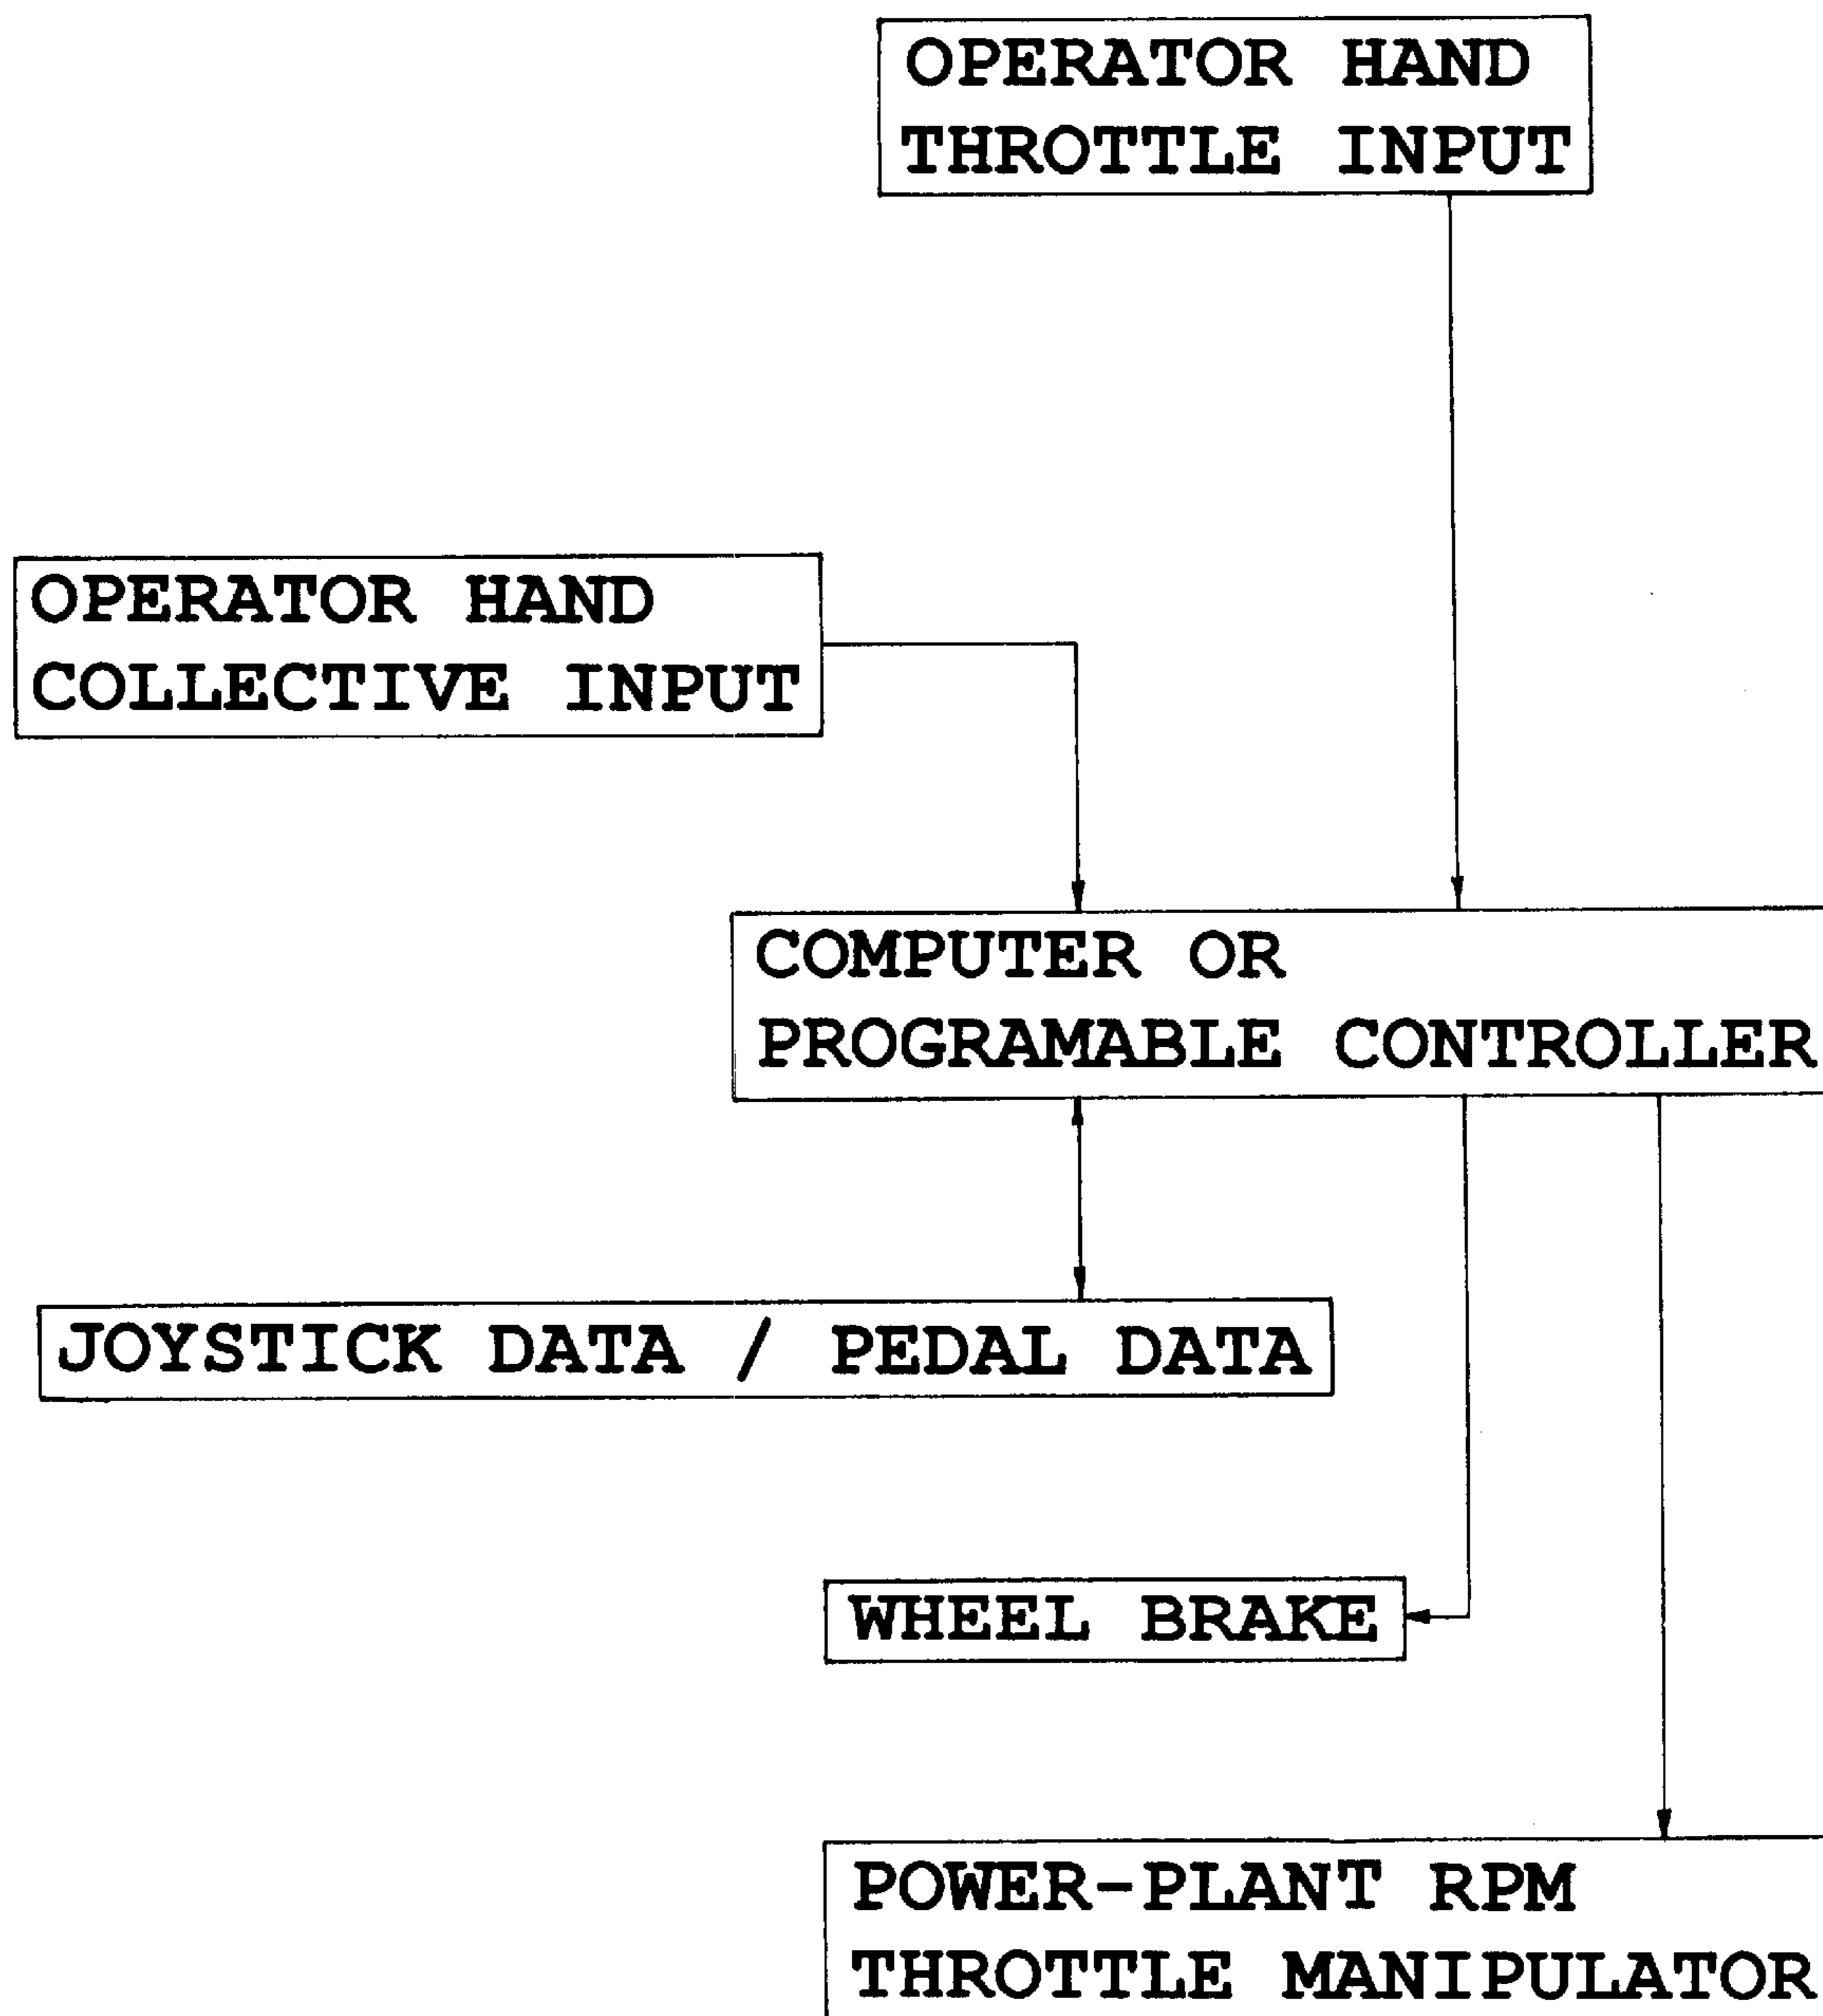 OPERATOR HAND
THROTTLE INPUT
OPERATOR HAND
COLLECTIVE INPUT
COMPUTER OR
PROGRAMABLE CONTROLLER
JOYSTICK DATA / PEDAL DATA
WHEEL BRAKE
POWER-PLANT RPM
THROTTLE MANIPULATOR